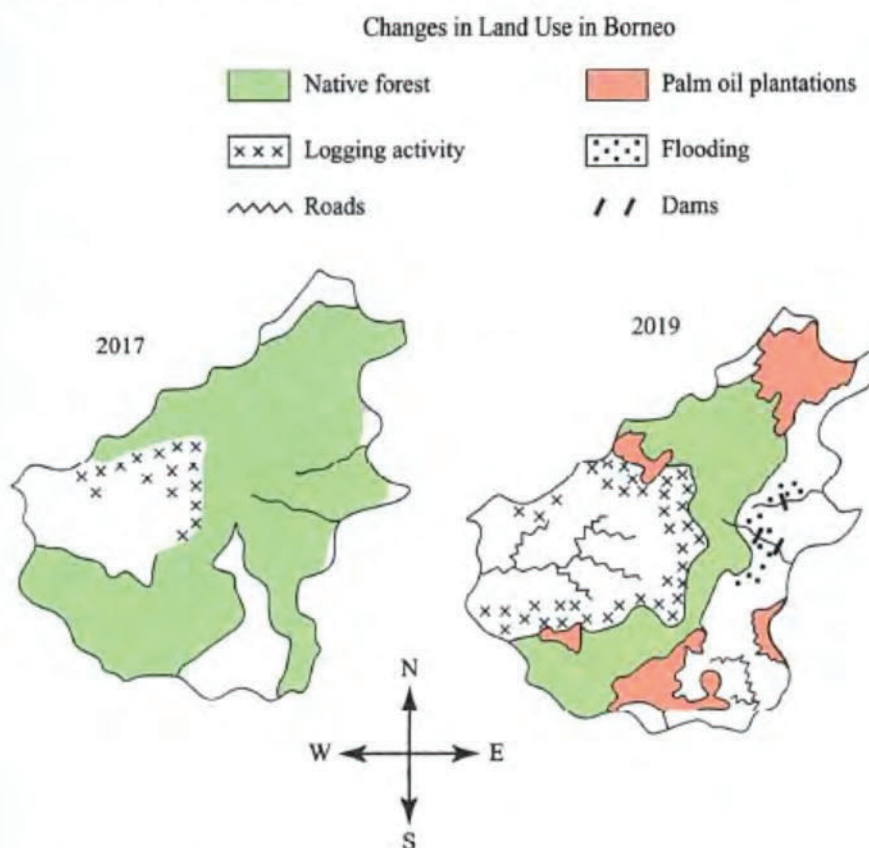 Changes in Land Use in Borneo
Native forest
Palm oil plantations
Logging activity
Flooding
Roads
Dams
2017
2019
N
W
E
S